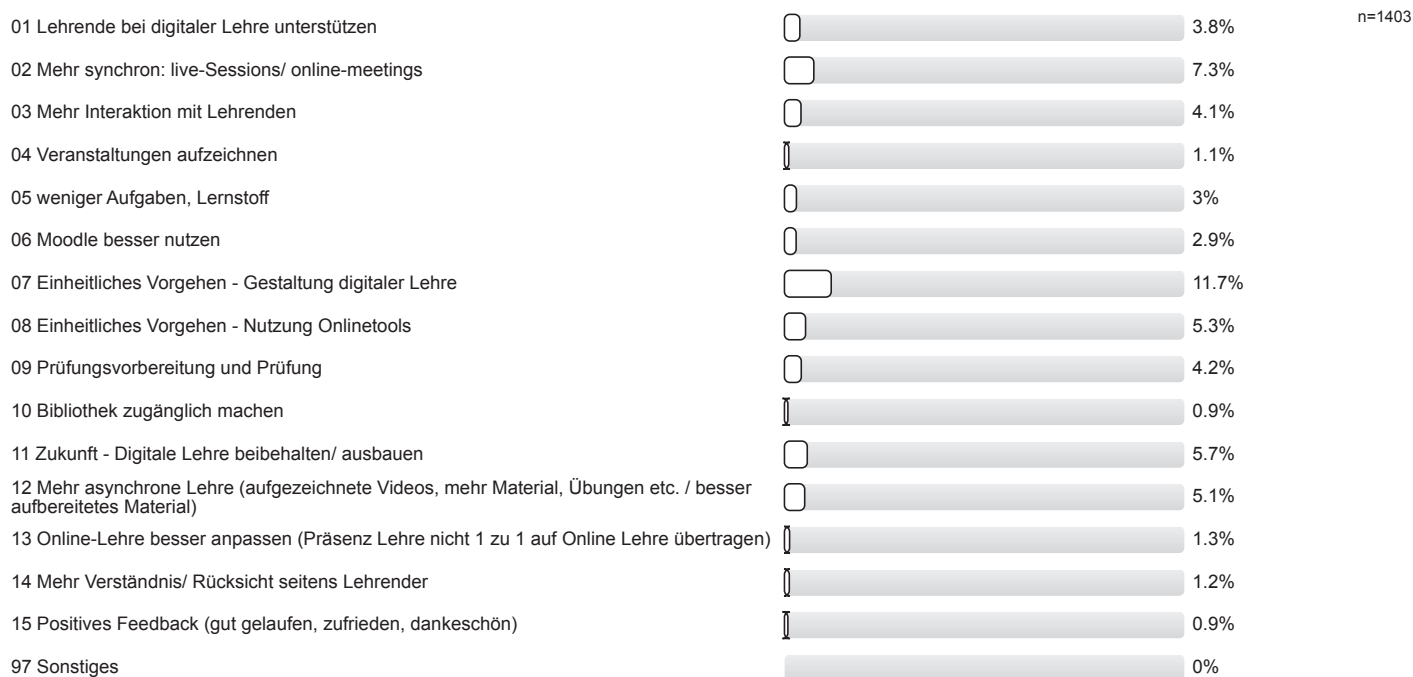 01 Lehrende bei digitaler Lehre unterstützen 3.8% n=1403
02 Mehr synchron: live-Sessions/ online-meetings 7.3%
03 Mehr Interaktion mit Lehrenden 4.1%
04 Veranstaltungen aufzeichnen 1.1%
05 weniger Aufgaben, Lernstoff 3%
06 Moodle besser nutzen 2.9%
07 Einheitliches Vorgehen - Gestaltung digitaler Lehre 11.7%
08 Einheitliches Vorgehen - Nutzung Onlinetools 5.3%
09 Prüfungsvorbereitung und Prüfung 4.2%
10 Bibliothek zugänglich machen 0.9%
11 Zukunft - Digitale Lehre beibehalten/ ausbauen 5.7%
12 Mehr asynchrone Lehre (aufgezeichnete Videos, mehr Material, Übungen etc. / besser
aufbereitetes Material) 5.1%
13 Online-Lehre besser anpassen (Präsenz Lehre nicht 1 zu 1 auf Online Lehre übertragen) 1.3%
14 Mehr Verständnis/ Rücksicht seitens Lehrender 1.2%
15 Positives Feedback (gut gelaufen, zufrieden, dankeschön) 0.9%
97 Sonstiges 0%